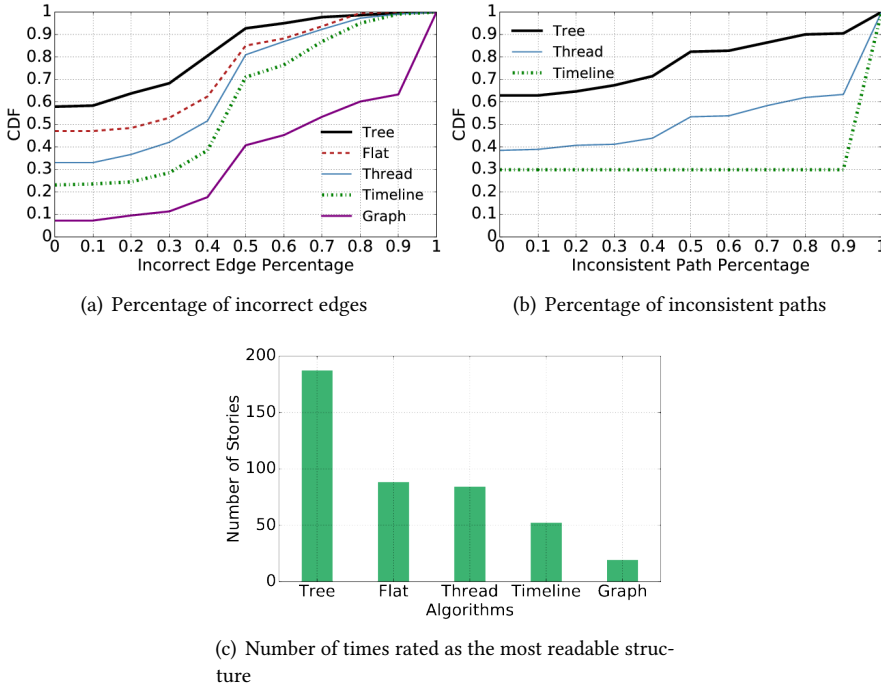 1
0.9
0.8
0.7
0.6
0.5
0.4
0.3
0.2
0.1
0
CDF
Tree
Flat
Thread
Timeline
Graph
0 0.1 0.2 0.3 0.4 0.5 0.6 0.7 0.8 0.9 1
Incorrect Edge Percentage
(a) Percentage of incorrect edges
1
0.9
0.8
0.7
0.6
0.5
0.4
0.3
0.2
0.1
0
CDF
Tree
Thread
Timeline
0 0.1 0.2 0.3 0.4 0.5 0.6 0.7 0.8 0.9 1
Inconsistent Path Percentage
(b) Percentage of inconsistent paths
200
150
100
50
0
Number of Stories
Tree Flat Thread Timeline Graph
Algorithms
(c) Number of times rated as the most readable struc-
ture